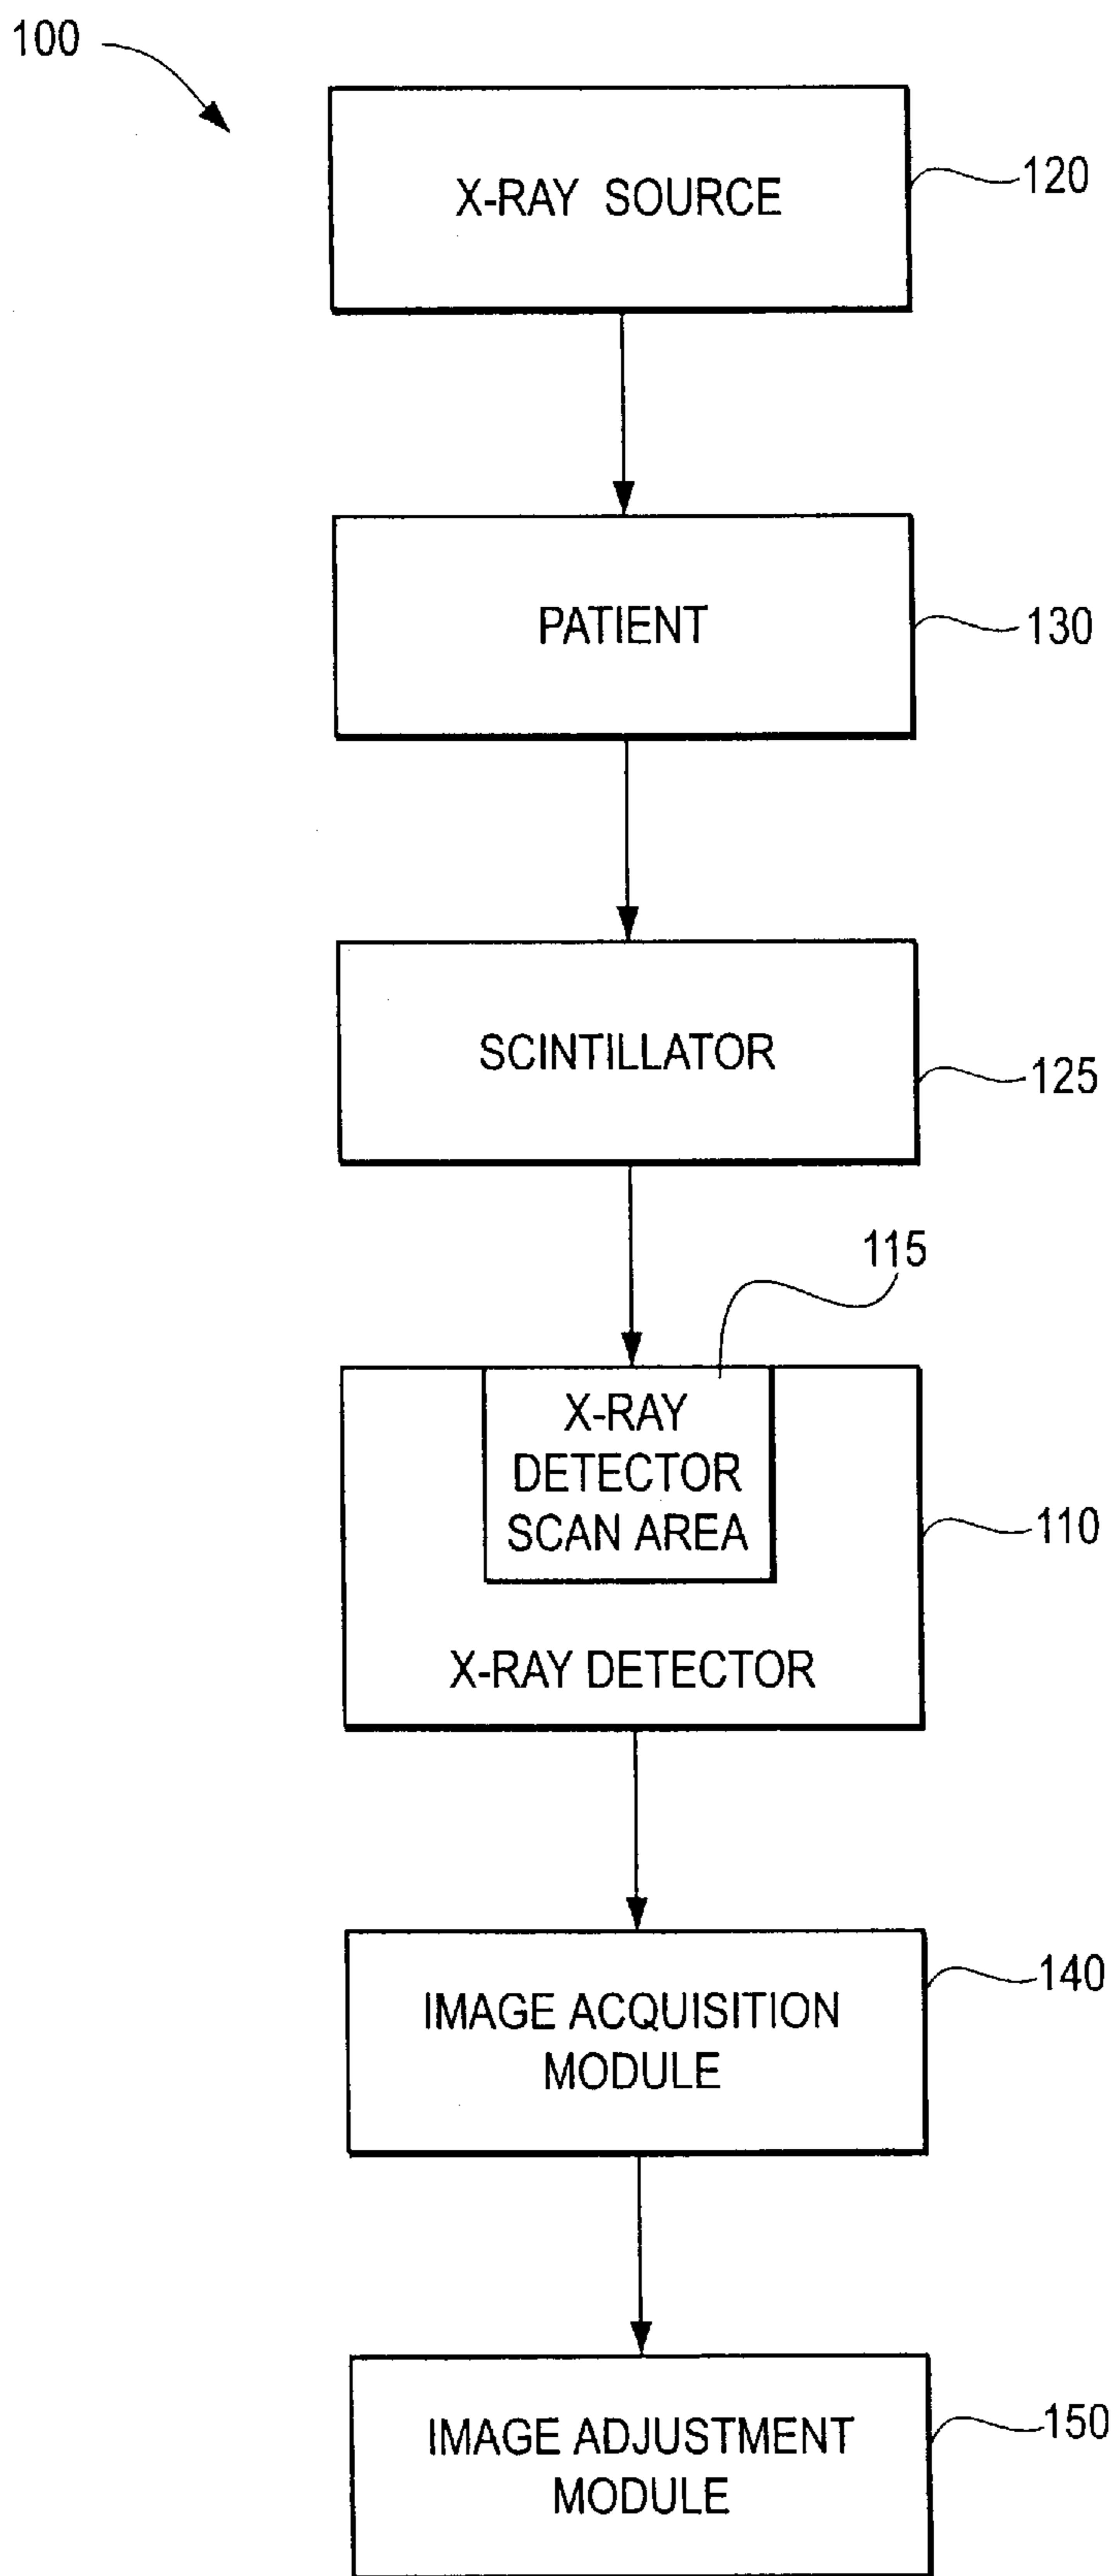 100
X-RAY SOURCE
120
PATIENT
130
SCINTILLATOR
125
115
X-RAY
DETECTOR
SCAN AREA
110
X-RAY DETECTOR
IMAGE ACQUISITION
MODULE
140
IMAGE ADJUSTMENT
MODULE
150